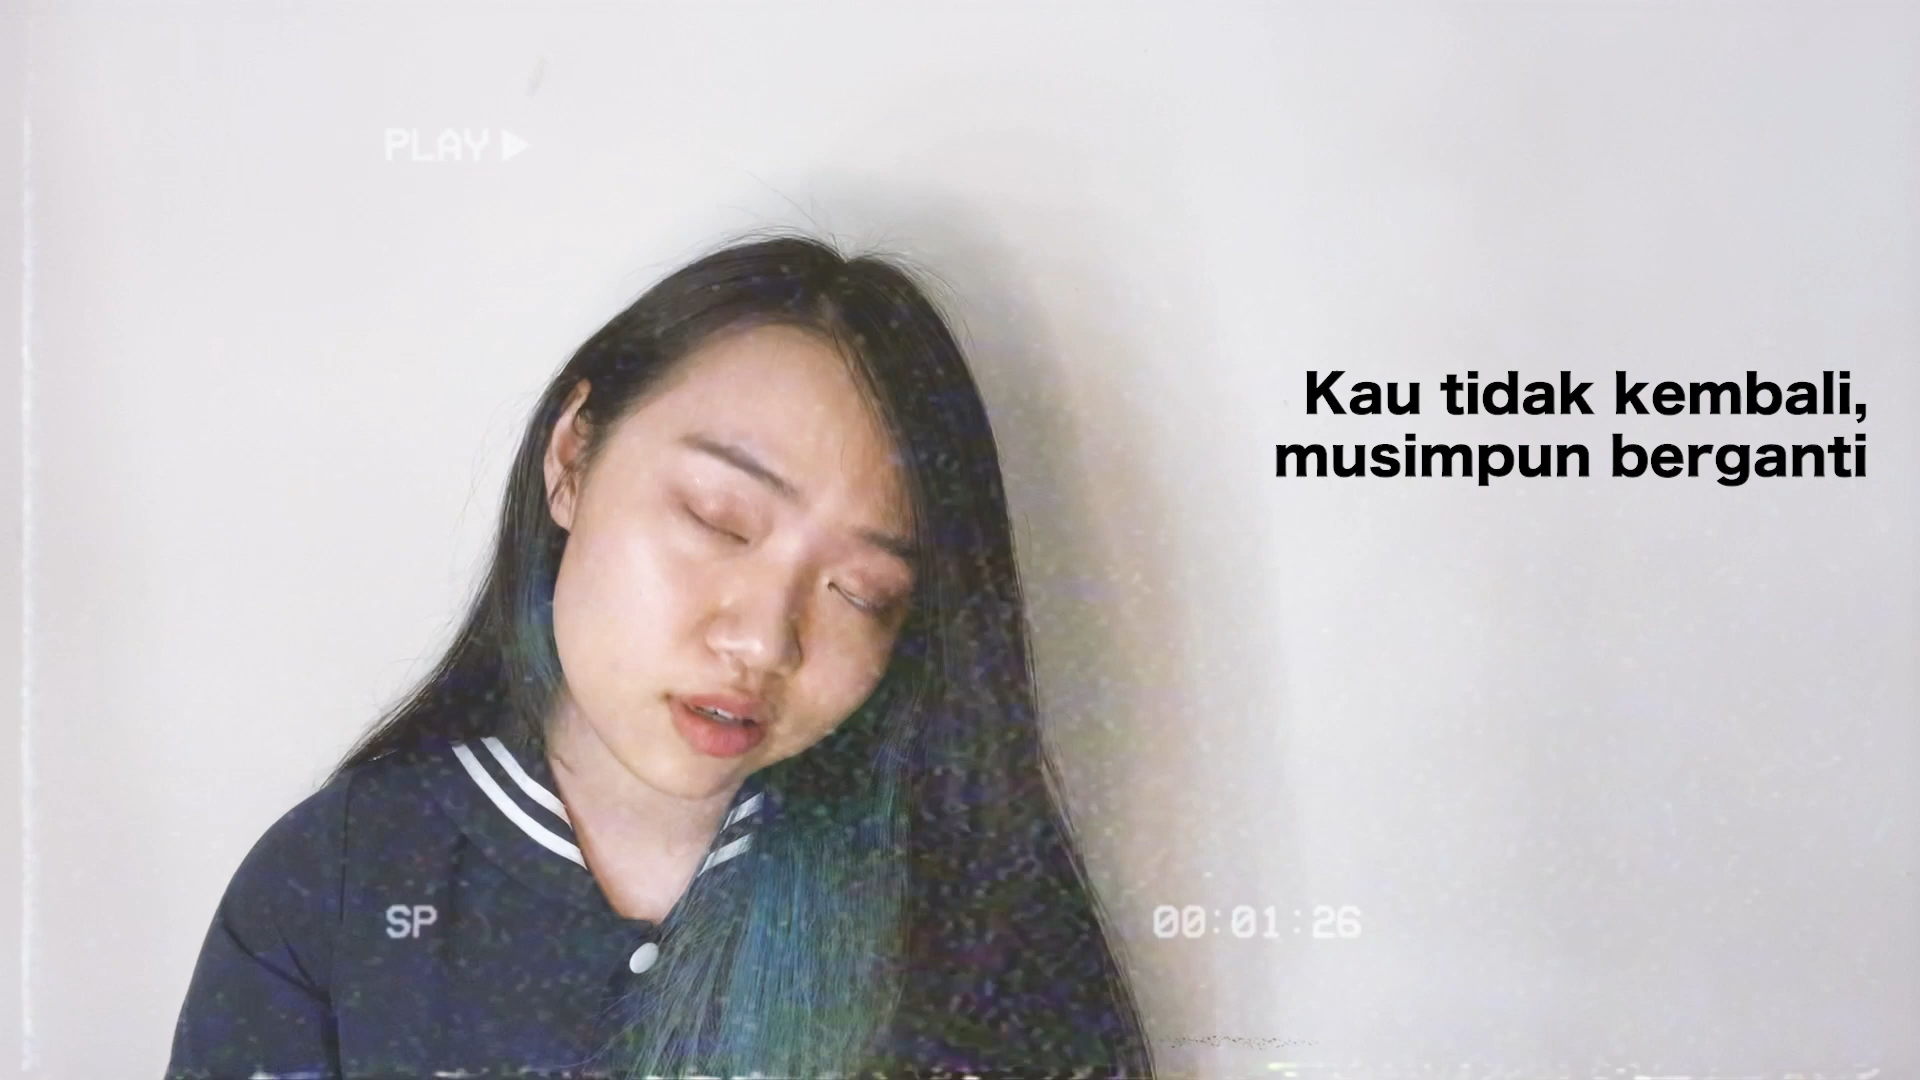 PLAY
Kau tidak kembali,
musimpun berganti
SP
00:01:26